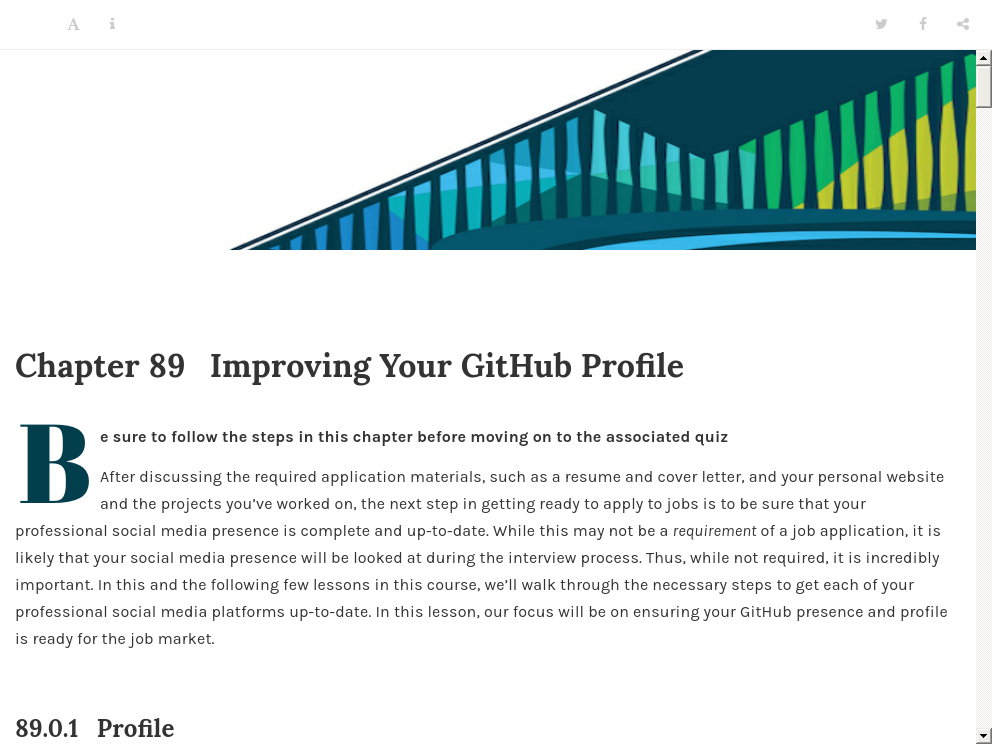 Chapter 89 Improving Your GitHub Profile
Be sure to follow the steps in this chapter before moving on to the associated quiz
After discussing the required application materials, such as a resume and cover letter, and your personal website
and the projects you’ve worked on, the next step in getting ready to apply to jobs is to be sure that your
professional social media presence is complete and up-to-date. While this may not be a requirement of a job application, it is
likely that your social media presence will be looked at during the interview process. Thus, while not required, it is incredibly
important. In this and the following few lessons in this course, we’ll walk through the necessary steps to get each of your
professional social media platforms up-to-date. In this lesson, our focus will be on ensuring your GitHub presence and profile
is ready for the job market.
89.0.1 Profile